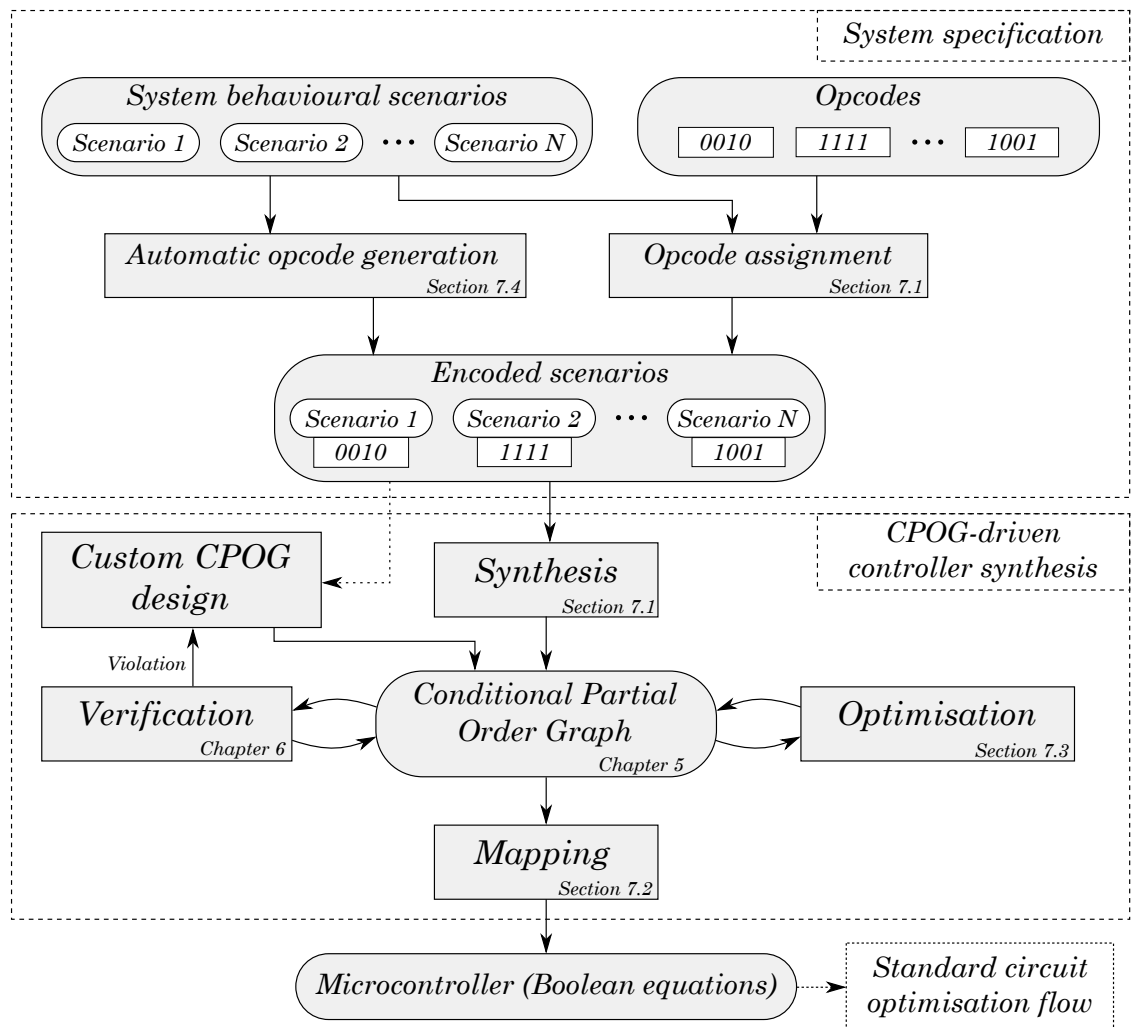 System specification
System behavioural scenarios
Scenario 1 Scenario 2 ••• Scenario N
Opcodes
0010 1111 ••• 1001
Automatic opcode generation
Section 7.4
Opcode assignment
Section 7.1
Encoded scenarios
Scenario 1 Scenario 2 ••• Scenario N
0010 1111 1001
CPOG-driven
controller synthesis
Custom CPOG
design
Synthesis
Section 7.1
Violation
Verification
Chapter 6
Conditional Partial
Order Graph
Chapter 5
Optimisation
Section 7.3
Mapping
Section 7.2
Microcontroller (Boolean equations)
Standard circuit
optimisation flow